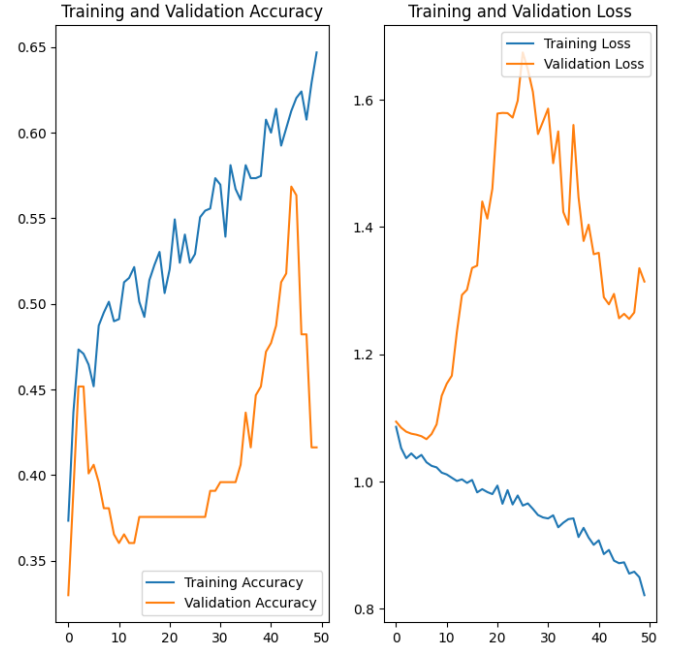 Training and Validation Accuracy
0.65
0.60
0.55
0.50
0.45
0.40
0.35
0 10 20 30 40 50
Training Accuracy
Validation Accuracy
Training and Validation Loss
1.6
1.4
1.2
1.0
0.8
0 10 20 30 40 50
Training Loss
Validation Loss